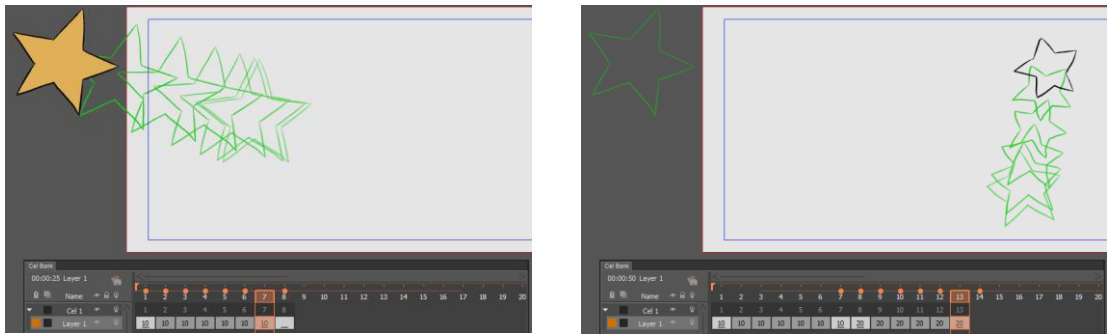 Cel Bank
00:00:25 Layer 1
1 2 3 4 5 6 7 8 9 10 11 12 13 14 15 16 17 18 19 20
Name
Cel 1 1 2 3 4 5 6 7 8
Layer 1 10 10 10 10 10 10 10
Cel Bank
00:00:50 Layer 1
1 2 3 4 5 6 7 8 9 10 11 12 13 14 15 16 17 18 19 20
Name
Cel 1 1 2 3 4 5 6 7 8 9 10 11 12 13
Layer 1 10 10 10 10 10 10 10 20 20 20 20 20 20